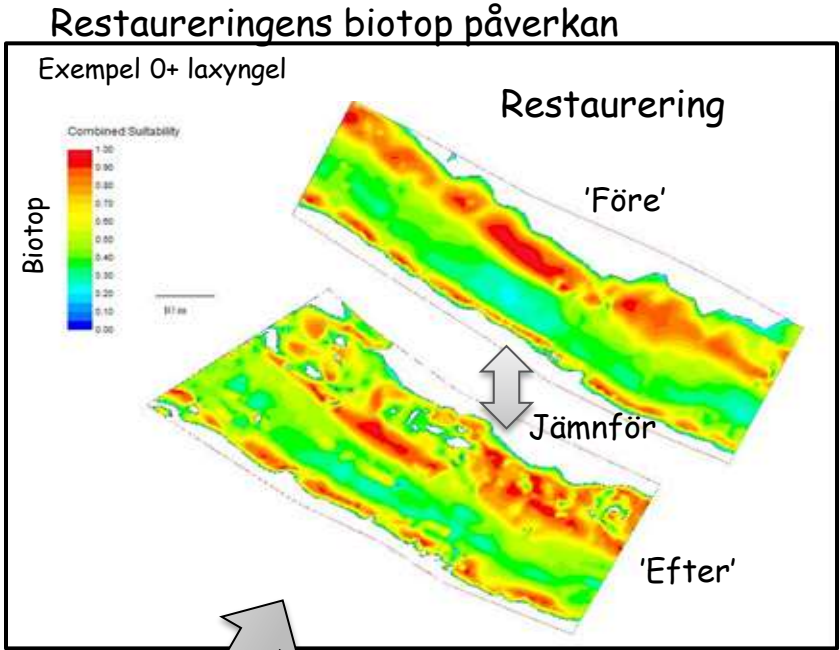 Restaureringens biotop påverkan
Exempel 0+ laxyngel
Restaurering
Combined Suitability
1.00
0.90
0.80
0.70
0.60
0.50
0.40
0.30
0.20
0.10
0.00
Biotop
'Före'
Jämnför
'Efter'